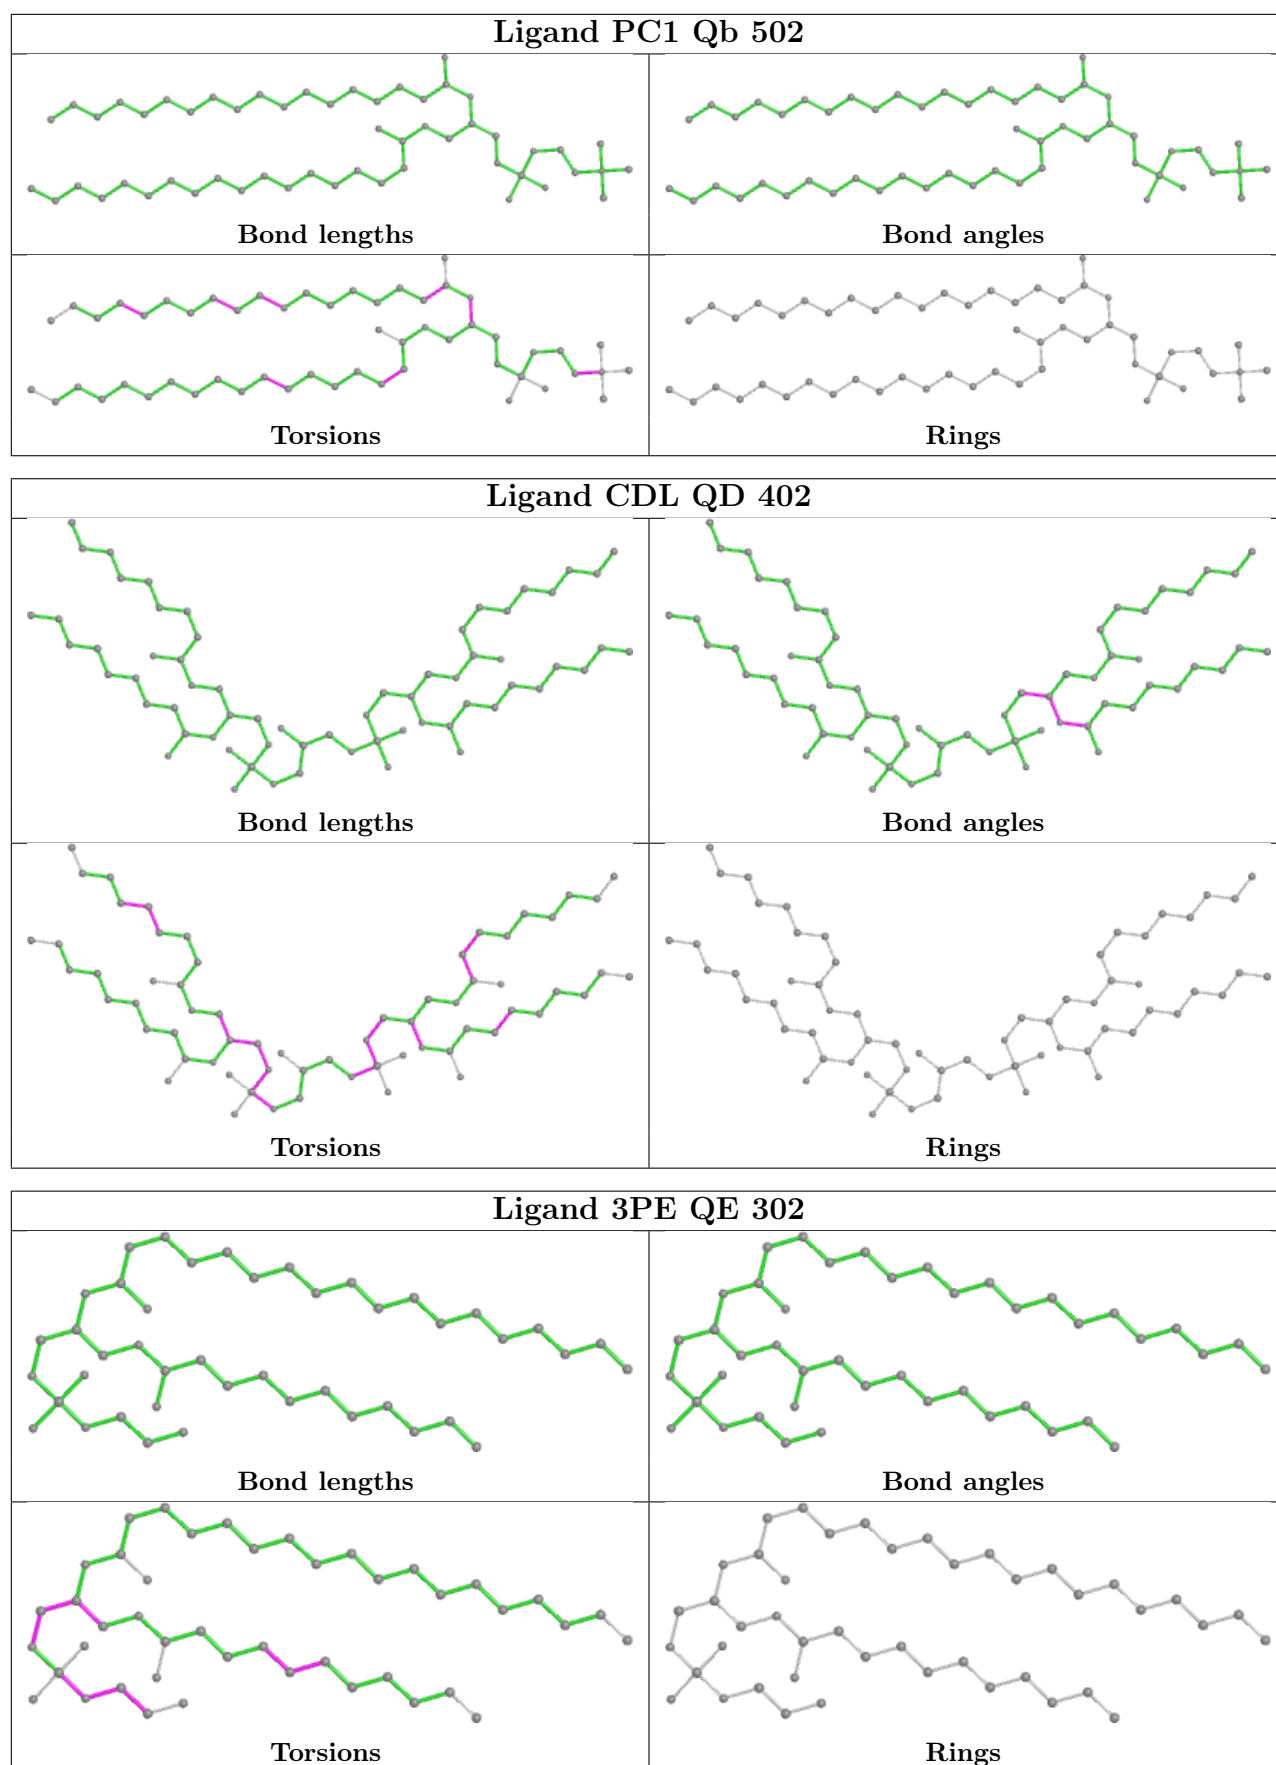 Ligand PC1 Qb 502
Bond lengths
Bond angles
Torsions
Rings
Ligand CDL QD 402
Bond lengths
Bond angles
Torsions
Rings
Ligand 3PE QE 302
Bond lengths
Bond angles
Torsions
Rings